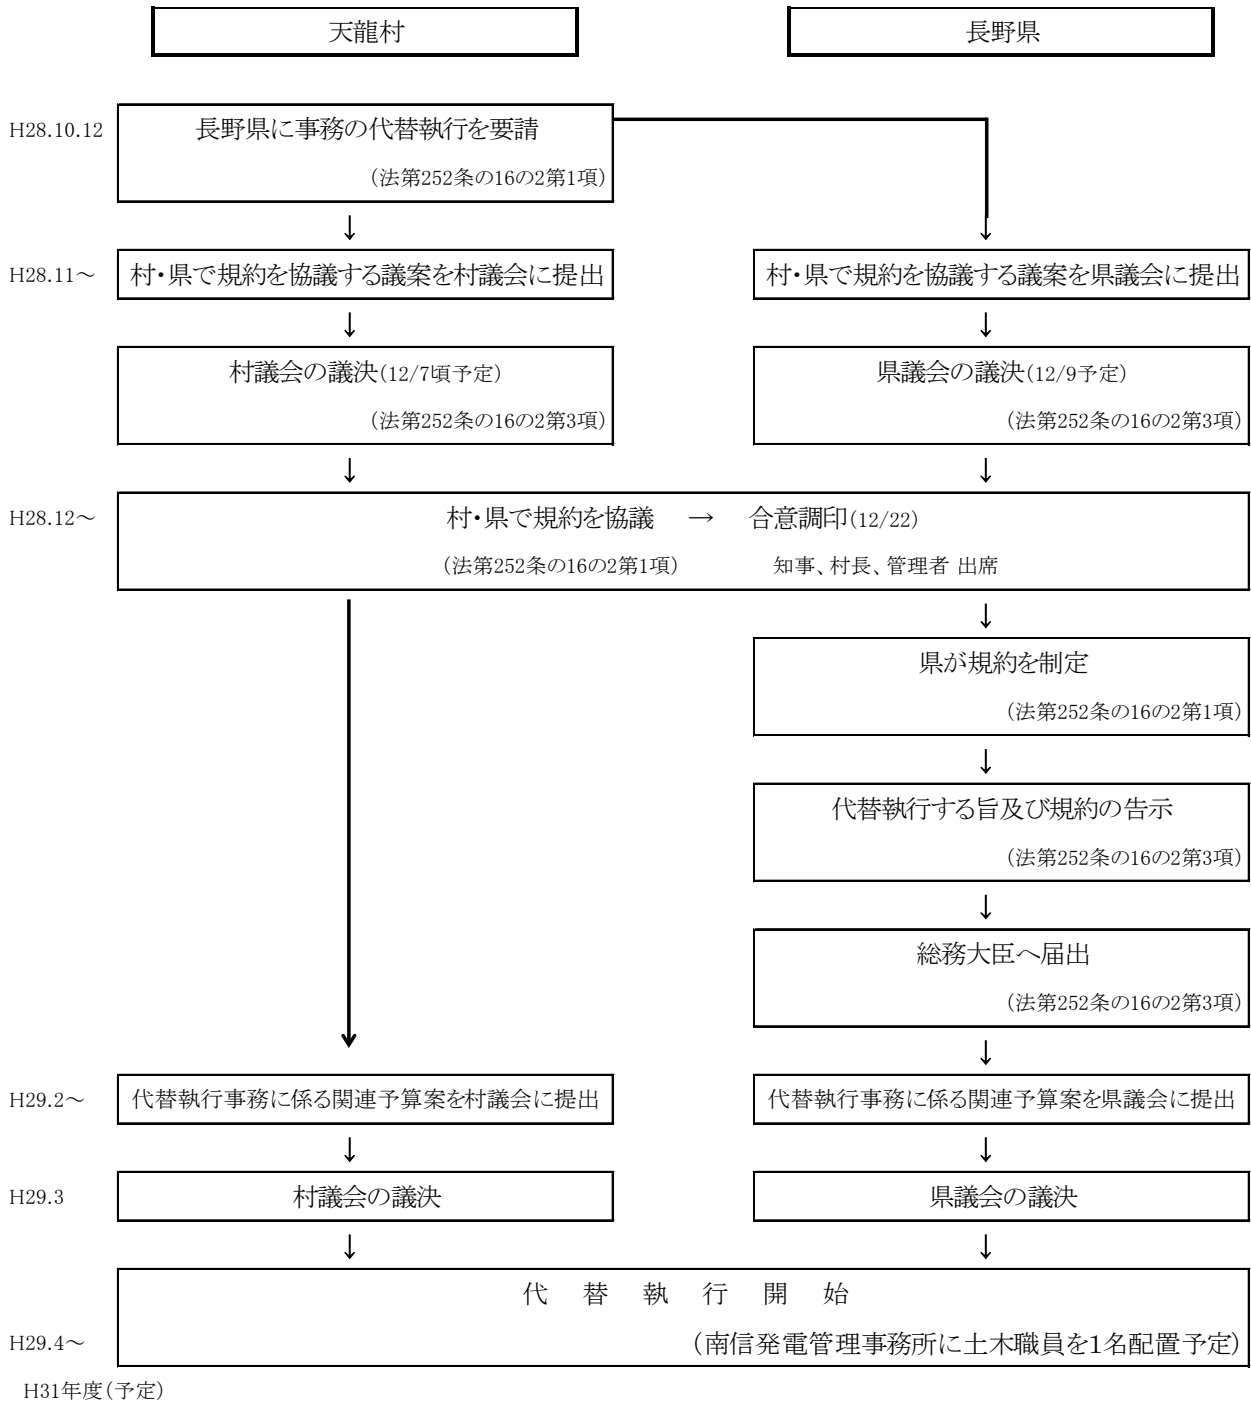 天龍村
長野県
H28.10.12
長野県に事務の代替執行を要請
(法第252条の16の2第1項)
↓
↓
H28.11～
村・県で規約を協議する議案を村議会に提出
村・県で規約を協議する議案を県議会に提出
↓
↓
村議会の議決(12/7頃予定)
県議会の議決(12/9予定)
(法第252条の16の2第3項)
(法第252条の16の2第3項)
↓
↓
H28.12～
村・県で規約を協議 → 合意調印(12/22)
(法第252条の16の2第1項) 知事、村長、管理者 出席
↓
県が規約を制定
(法第252条の16の2第1項)
↓
代替執行する旨及び規約の告示
(法第252条の16の2第3項)
↓
総務大臣へ届出
(法第252条の16の2第3項)
↓
H29.2～
代替執行事務に係る関連予算案を村議会に提出
代替執行事務に係る関連予算案を県議会に提出
↓
↓
H29.3
村議会の議決
県議会の議決
↓
↓
代 替 執 行 開 始
H29.4～
(南信発電管理事務所に土木職員を1名配置予定)
H31年度(予定)